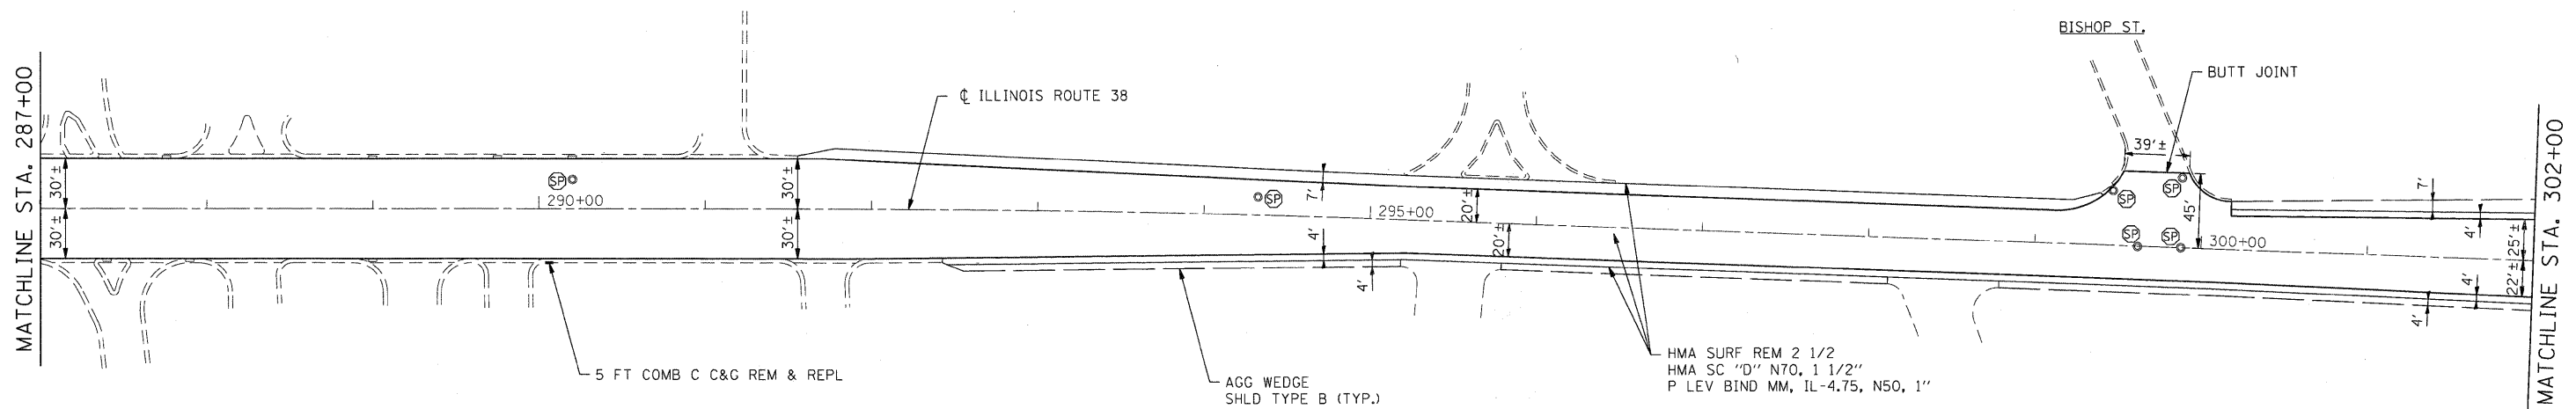 BISHOP ST.
BUTT JOINT
℄ ILLINOIS ROUTE 38
MATCHLINE STA. 287+00
MATCHLINE STA. 302+00
30'±
30'±
30'±
30'±
SP
290+00
SP
7'
4'
4'
295+00
20'±
20'±
39'±
SP
SP
SP
SP
45'
300+00
7'
4'
25'±
22'±
4'
4'
5 FT COMB C C&G REM & REPL
AGG WEDGE
SHLD TYPE B (TYP.)
HMA SURF REM 2 1/2
HMA SC "D" N70, 1 1/2"
P LEV BIND MM, IL-4.75, N50, 1"